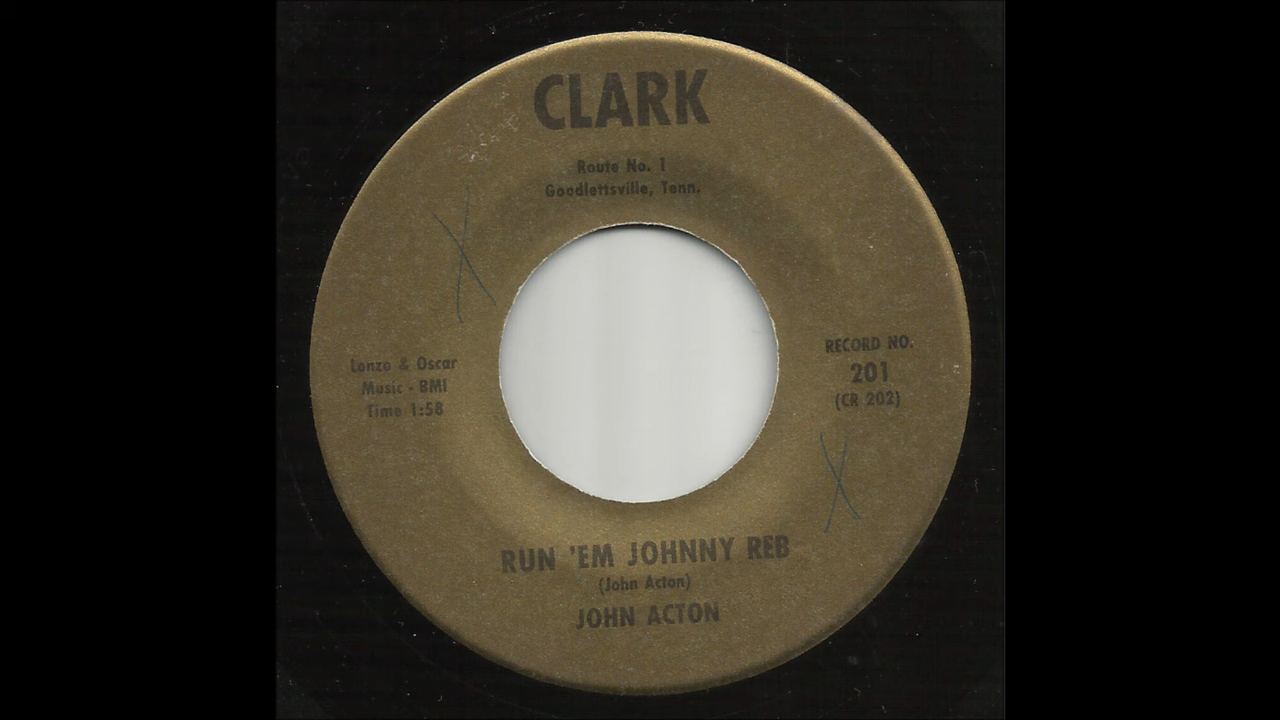 CLARK
Route No. 1
Goodlettsville, Tenn.
Lonzo & Oscar
Music - BMI
Time 1:58
RECORD NO.
201
(CR 202)
X
X
RUN 'EM JOHNNY REB
(John Acton)
JOHN ACTON